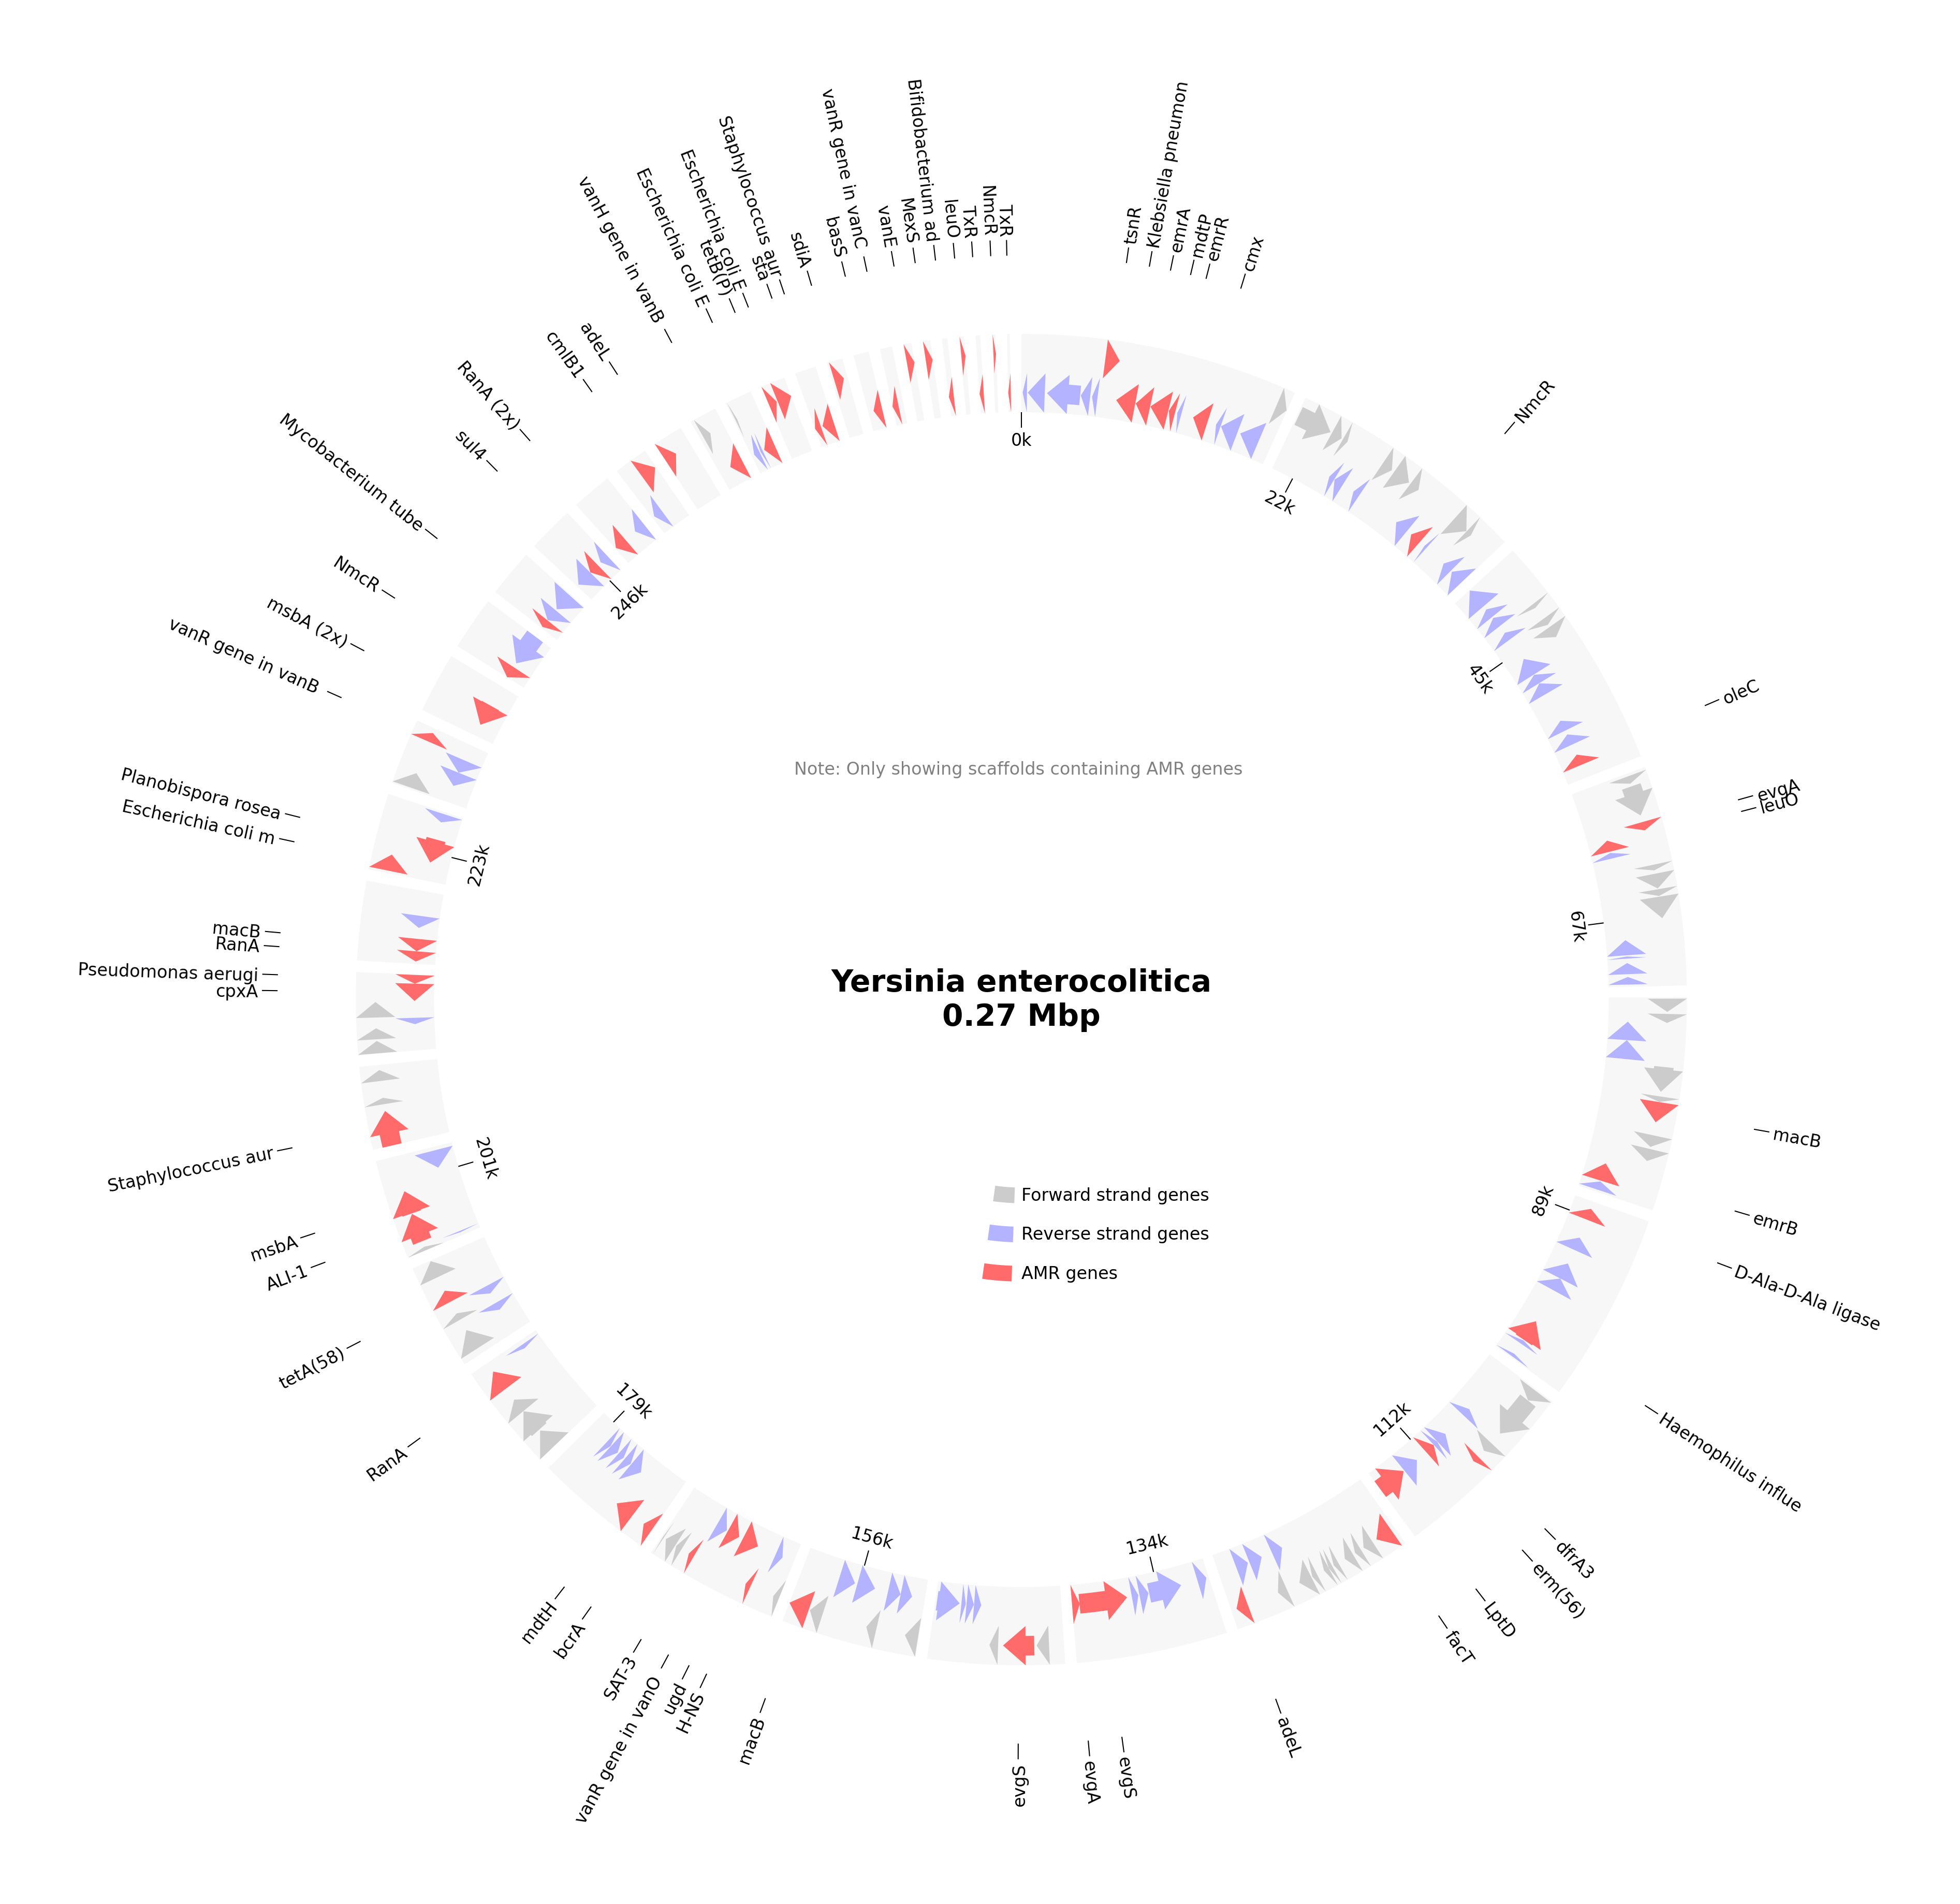 Yersinia enterocolitica
0.27 Mbp
Note: Only showing scaffolds containing AMR genes
Forward strand genes
Reverse strand genes
AMR genes
0k
22k
45k
67k
89k
112k
134k
156k
179k
201k
223k
246k
tsnR
Klebsiella pneumon
emrA
mdtP
emrR
cmx
NmcR
oleC
evgA
leuO
macB
emrB
D-Ala-D-Ala ligase
Haemophilus influe
dfrA3
erm(56)
LptD
facT
adeL
evgS
evgA
evgS
macB
H-NS
ugd
vanR gene in vanO
SAT-3
bcrA
mdtH
RanA
tetA(58)
ALI-1
msbA
Staphylococcus aur
cpxA
Pseudomonas aerugi
RanA
macB
Escherichia coli m
Planobispora rosea
vanR gene in vanB
msbA (2x)
NmcR
Mycobacterium tube
sul4
RanA (2x)
cmlB1
adeL
vanH gene in vanB
Escherichia coli E
tetB(P)
Escherichia coli E
sta
Staphylococcus aur
sdiA
basS
vanR gene in vanC
vanE
MexS
Bifidobacterium ad
leuO
TxR
NmcR
TxR